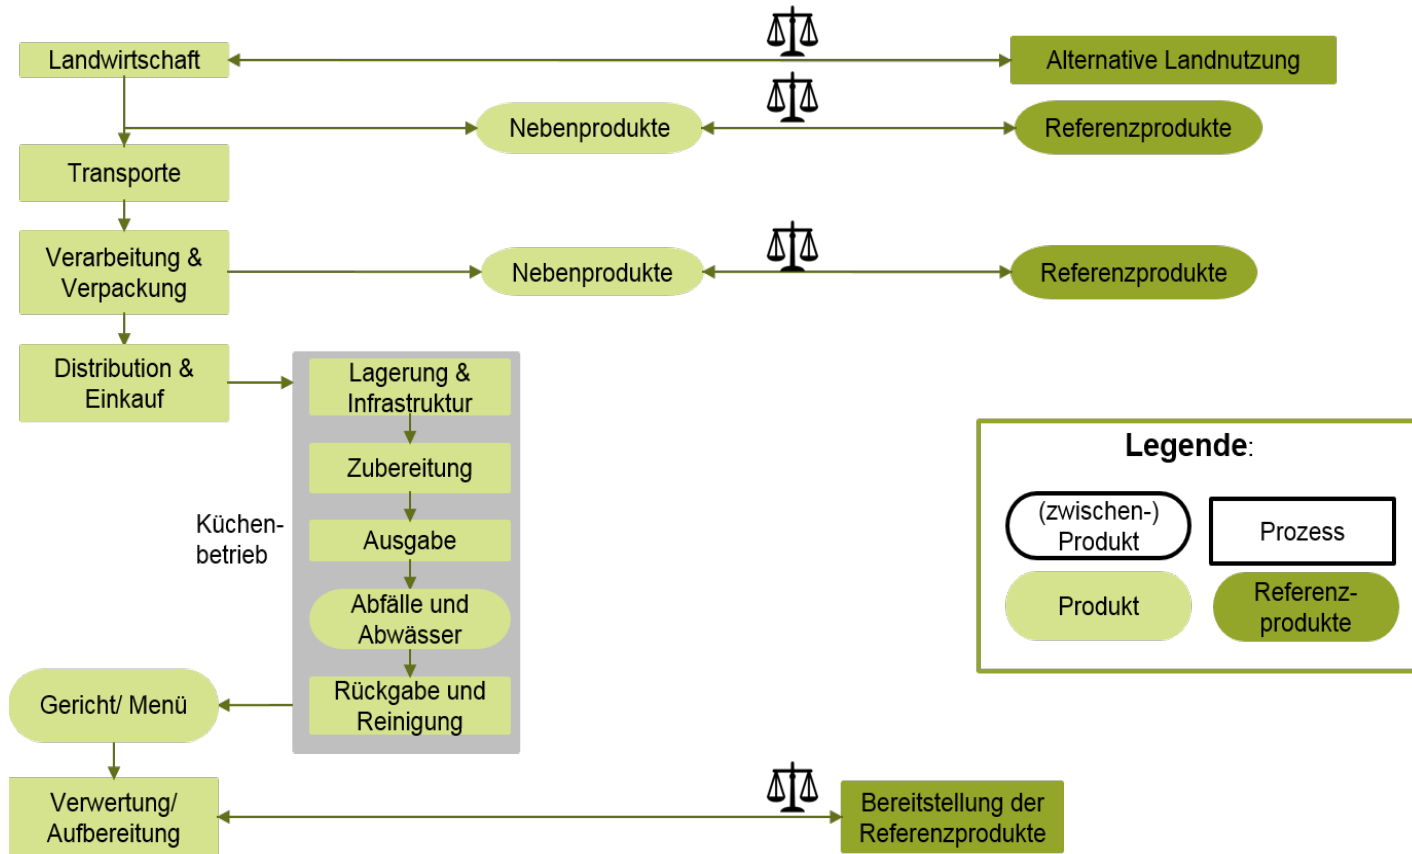 Landwirtschaft
Alternative Landnutzung
Nebenprodukte
Referenzprodukte
Transporte
Verarbeitung &
Verpackung
Nebenprodukte
Referenzprodukte
Distribution &
Einkauf
Küchen-
betrieb
Lagerung &
Infrastruktur
Zubereitung
Ausgabe
Abfälle und
Abwässer
Rückgabe und
Reinigung
Gericht/ Menü
Verwertung/
Aufbereitung
Bereitstellung der
Referenzprodukte
Legende:
(zwischen-)
Produkt
Prozess
Produkt
Referenz-
produkte